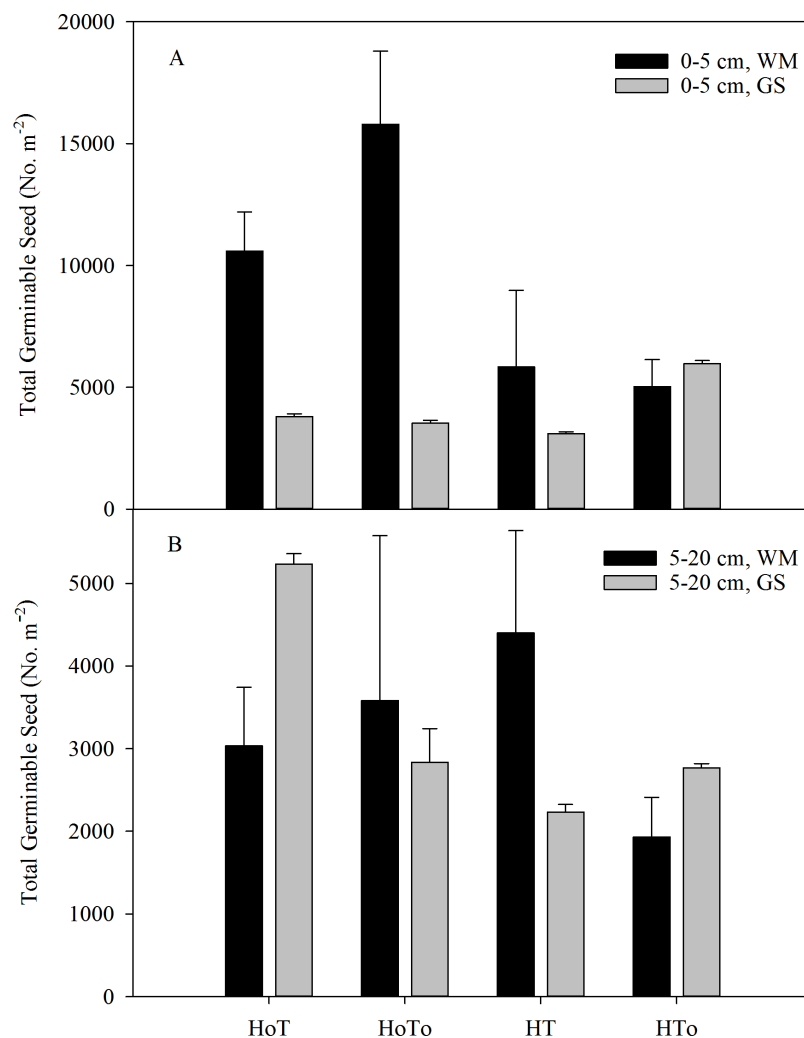 20000
A
0-5 cm, WM
0-5 cm, GS
15000
10000
5000
0
Total Germinable Seed (No. m⁻²)
B
5-20 cm, WM
5-20 cm, GS
5000
4000
3000
2000
1000
0
Total Germinable Seed (No. m⁻²)
HoT HoTo HT HTo